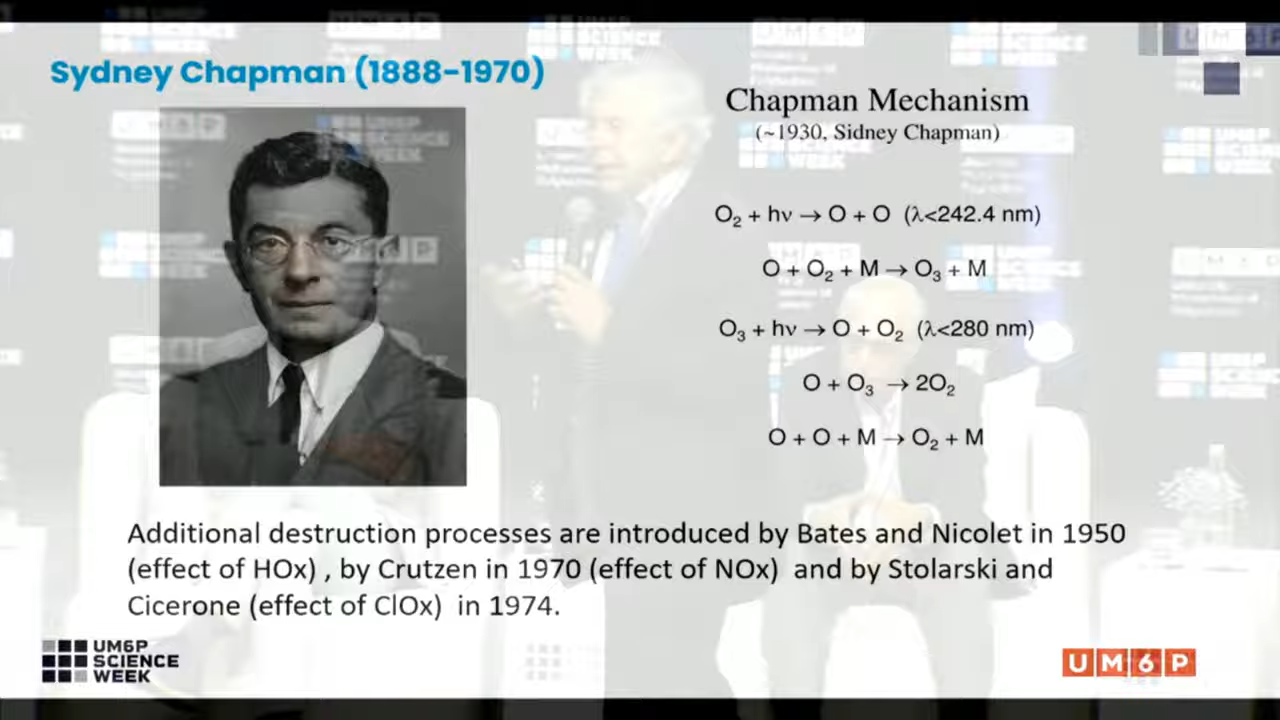 Sydney Chapman (1888-1970)
Chapman Mechanism
(~1930, Sidney Chapman)
O₂ + hν → O + O (λ<242.4 nm)
O + O₂ + M → O₃ + M
O₃ + hν → O + O₂ (λ<280 nm)
O + O₃ → 2O₂
O + O + M → O₂ + M
Additional destruction processes are introduced by Bates and Nicolet in 1950
(effect of HOx) , by Crutzen in 1970 (effect of NOx) and by Stolarski and
Cicerone (effect of ClOx) in 1974.
UM6P
SCIENCE
WEEK
UM6P